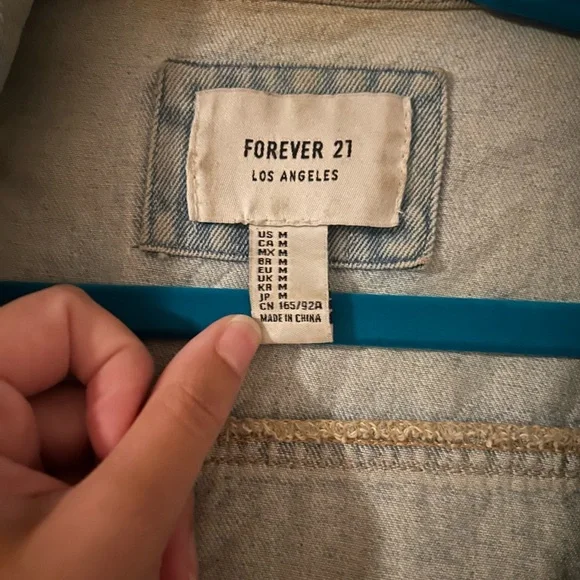 FOREVER 21
LOS ANGELES
US M
CA M
MX M
BR M
EU M
UK M
KR M
JP M
CN 165/92A
MADE IN CHINA